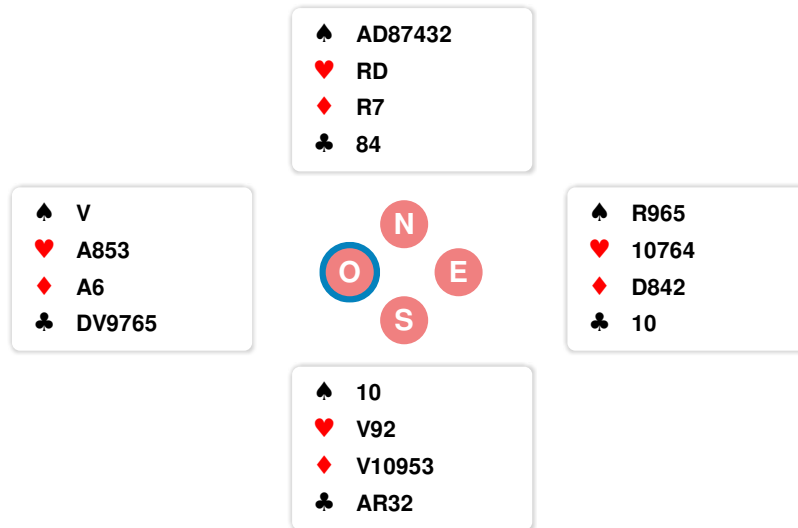 ♠ AD87432
♥ RD
♦ R7
♣ 84
♠ V
♥ A853
♦ A6
♣ DV9765
N
O E
S
♠ R965
♥ 10764
♦ D842
♣ 10
♠ 10
♥ V92
♦ V10953
♣ AR32